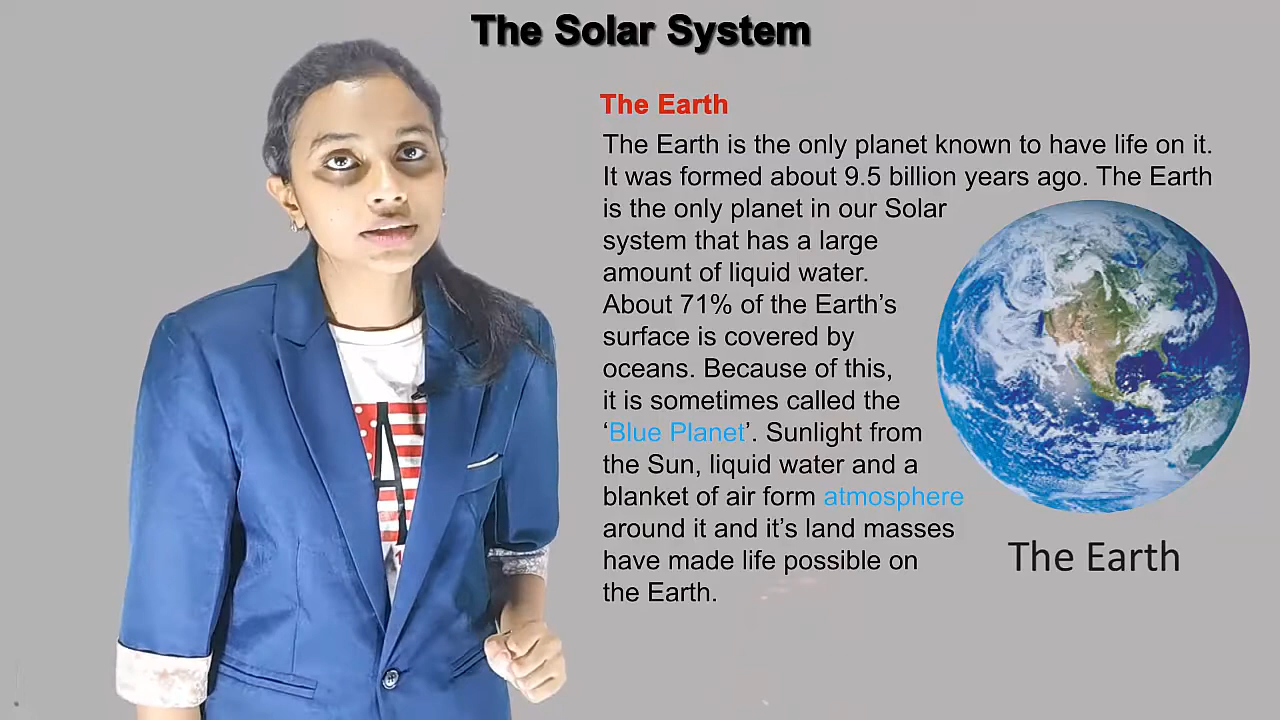 The Solar System
The Earth
The Earth is the only planet known to have life on it.
It was formed about 9.5 billion years ago. The Earth
is the only planet in our Solar
system that has a large
amount of liquid water.
About 71% of the Earth’s
surface is covered by
oceans. Because of this,
it is sometimes called the
‘Blue Planet’. Sunlight from
the Sun, liquid water and a
blanket of air form atmosphere
around it and it’s land masses
have made life possible on
the Earth.
The Earth